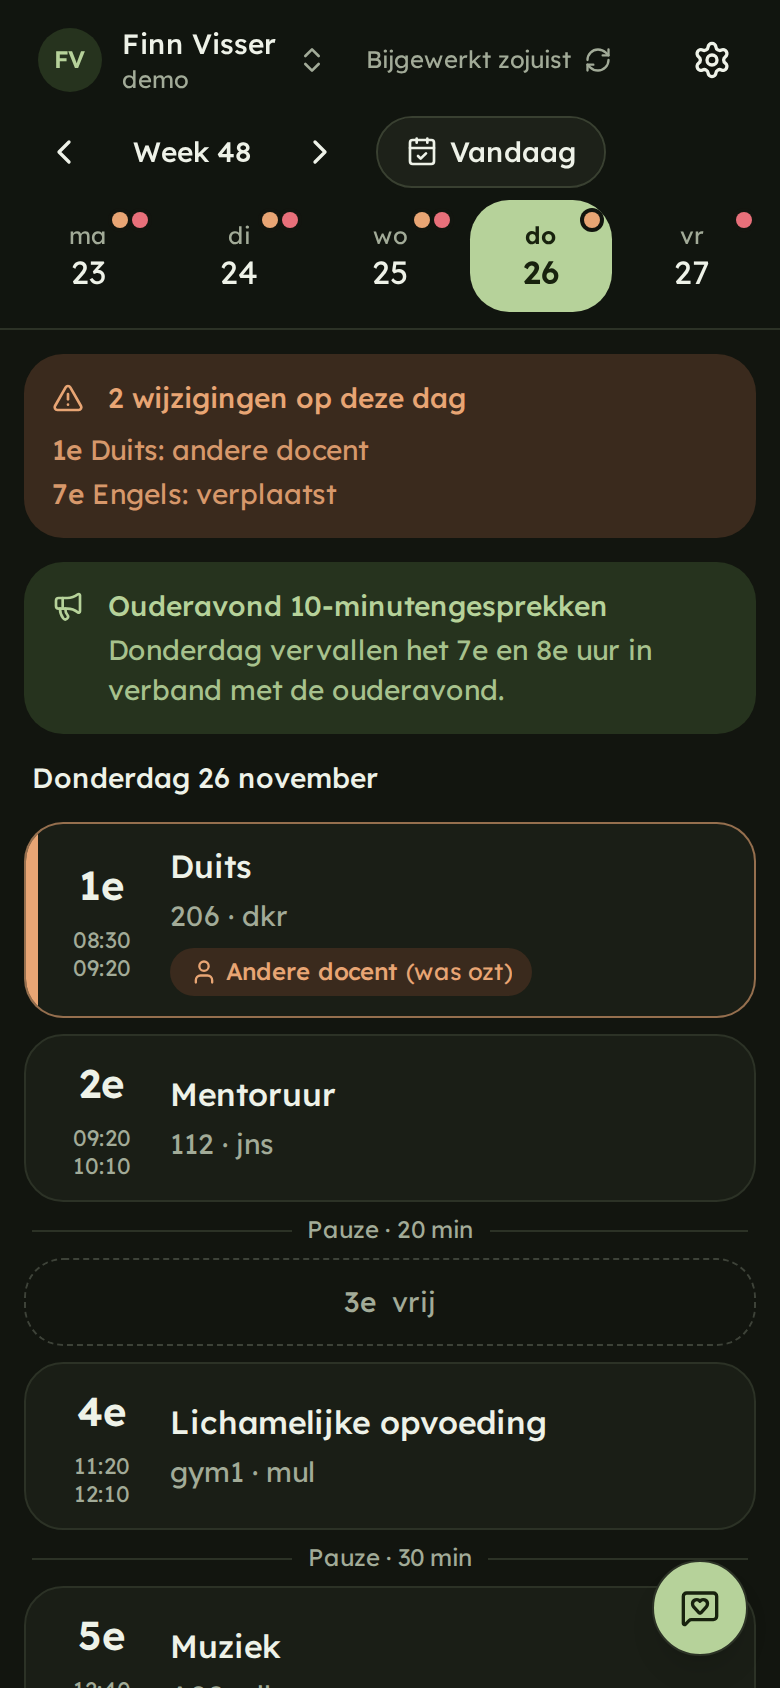 FV
Finn Visser
demo
Bijgewerkt zojuist
Week 48
Vandaag
ma
23
di
24
wo
25
do
26
vr
27
2 wijzigingen op deze dag
1e Duits: andere docent
7e Engels: verplaatst
Ouderavond 10-minutengesprekken
Donderdag vervallen het 7e en 8e uur in
verband met de ouderavond.
Donderdag 26 november
1e
08:30
09:20
Duits
206 · dkr
Andere docent (was ozt)
2e
09:20
10:10
Mentoruur
112 · jns
Pauze · 20 min
3e vrij
4e
11:20
12:10
Lichamelijke opvoeding
gym1 · mul
Pauze · 30 min
5e
Muziek